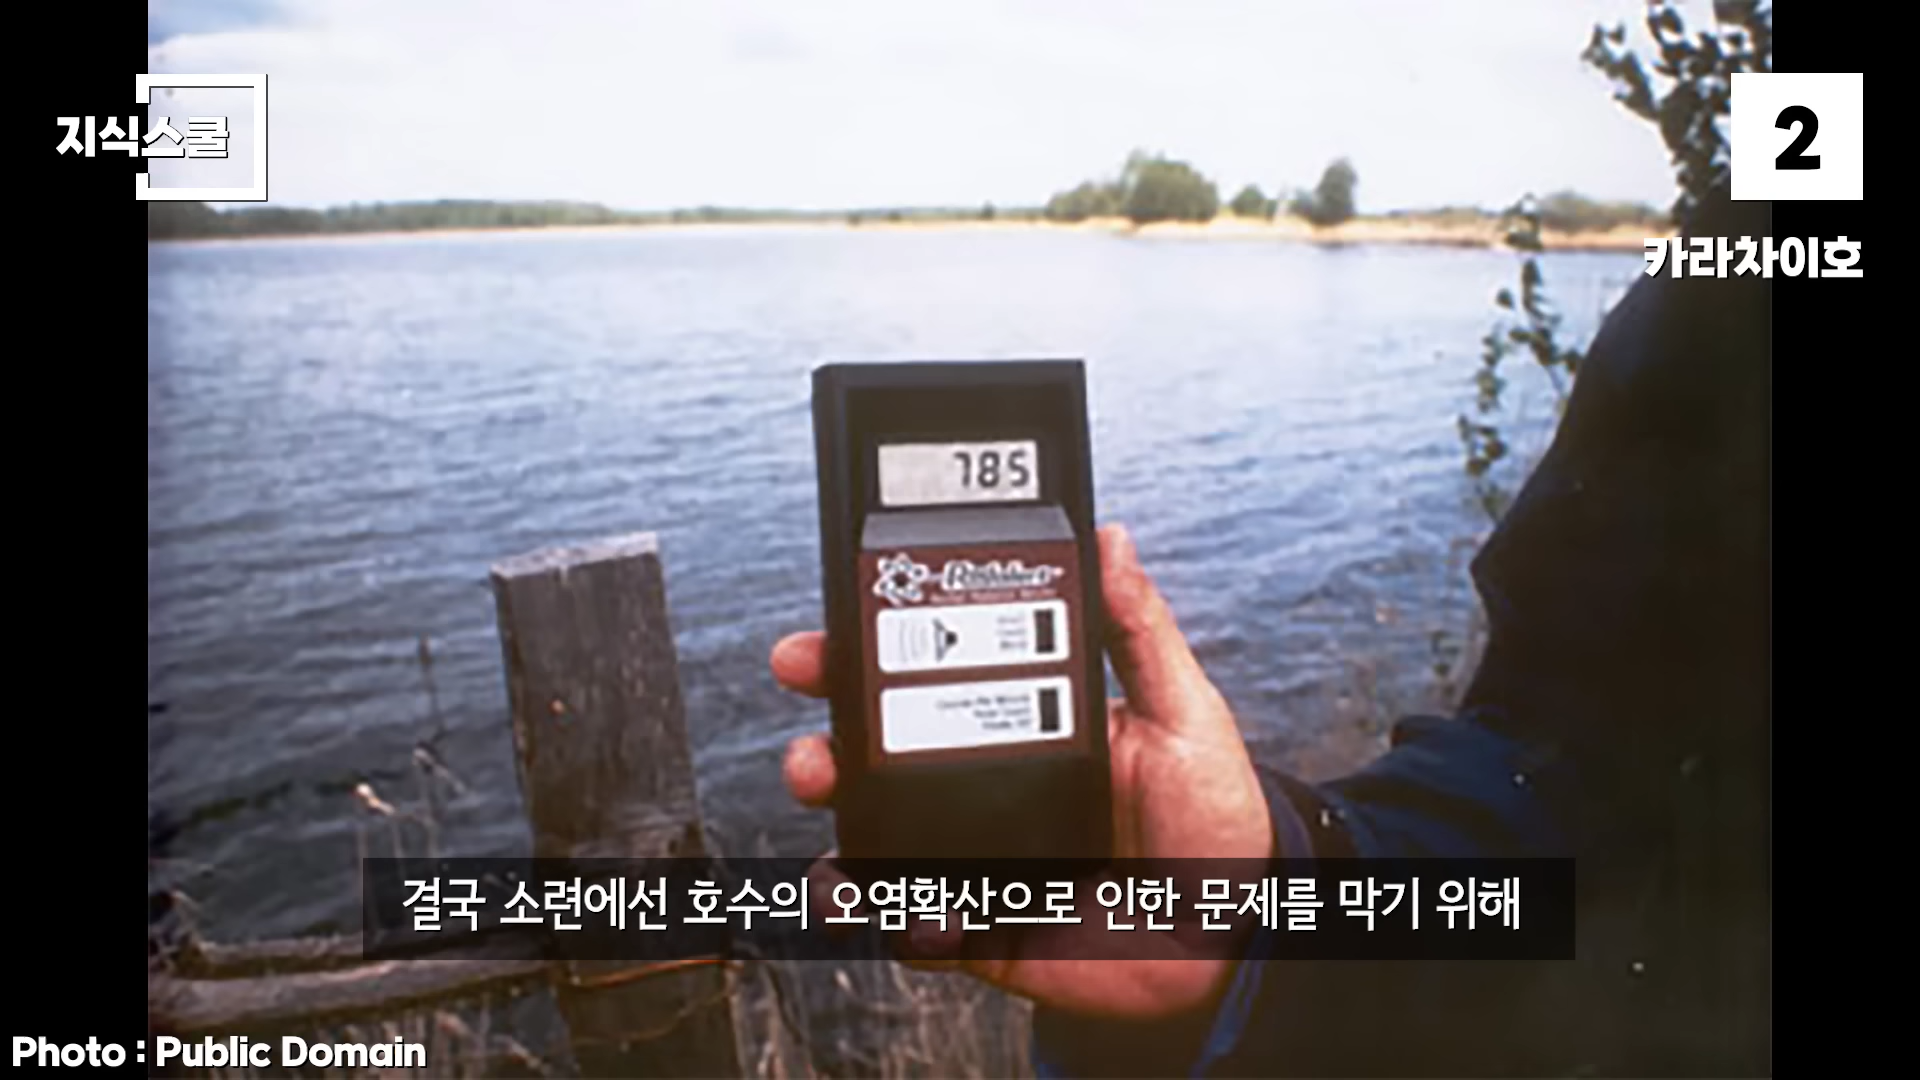 지식스쿨
2
카라차이호
785
Radalert
결국 소련에선 호수의 오염확산으로 인한 문제를 막기 위해
Photo : Public Domain